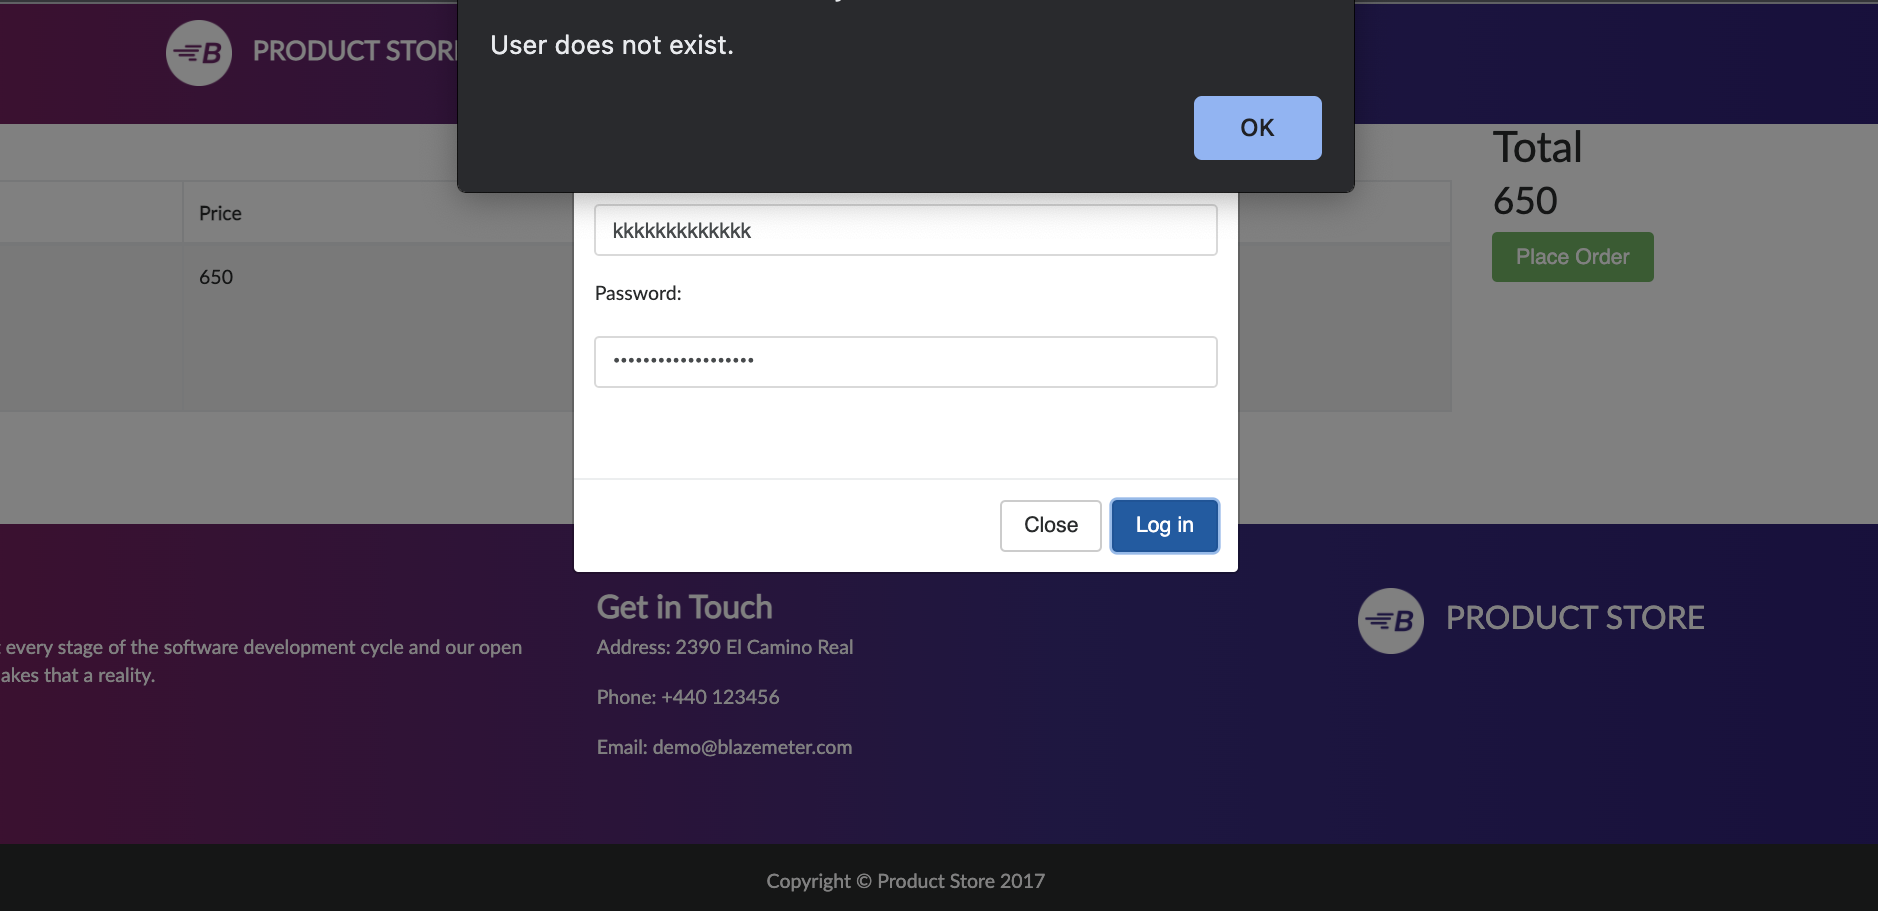 User does not exist.
OK
B PRODUCT STOR
Total
650
Place Order
Price
650
kkkkkkkkkkkkk
Password:
•••••••••••••••••••
Close
Log in
every stage of the software development cycle and our open
akes that a reality.
Get in Touch
Address: 2390 El Camino Real
Phone: +440 123456
Email: demo@blazemeter.com
B PRODUCT STORE
Copyright © Product Store 2017